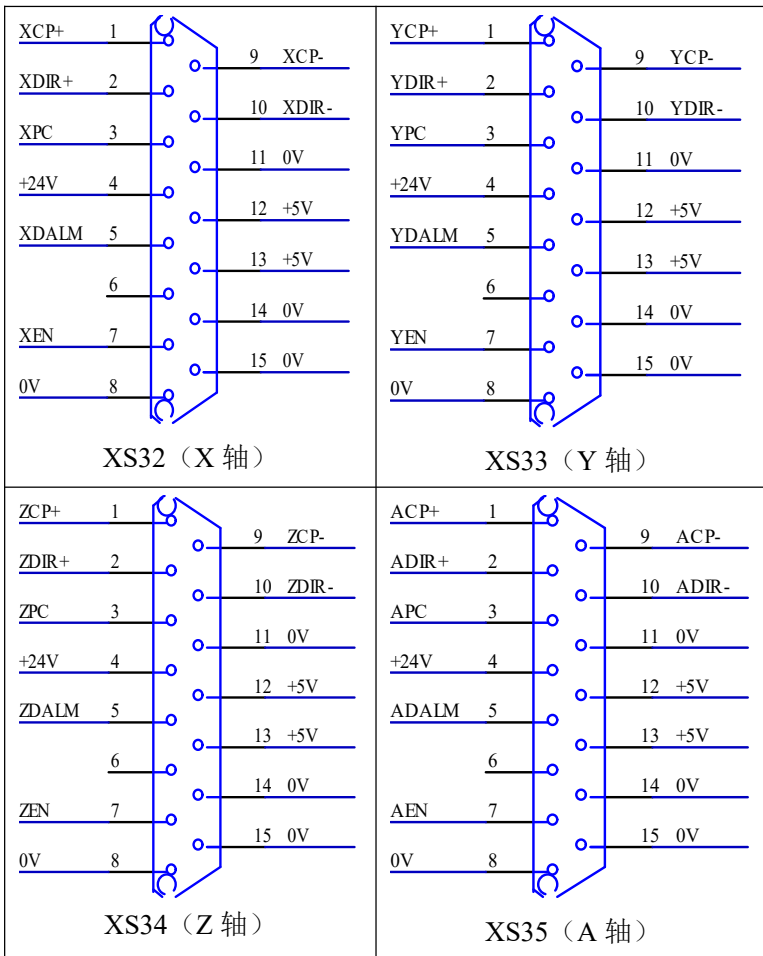 XCP+ 1
9 XCP-
XDIR+ 2
10 XDIR-
XPC 3
11 0V
+24V 4
12 +5V
XDALM 5
13 +5V
6
14 0V
XEN 7
15 0V
0V 8
XS32（X 轴）
YCP+ 1
9 YCP-
YDIR+ 2
10 YDIR-
YPC 3
11 0V
+24V 4
12 +5V
YDALM 5
13 +5V
6
14 0V
YEN 7
15 0V
0V 8
XS33（Y 轴）
ZCP+ 1
9 ZCP-
ZDIR+ 2
10 ZDIR-
ZPC 3
11 0V
+24V 4
12 +5V
ZDALM 5
13 +5V
6
14 0V
ZEN 7
15 0V
0V 8
XS34（Z 轴）
ACP+ 1
9 ACP-
ADIR+ 2
10 ADIR-
APC 3
11 0V
+24V 4
12 +5V
ADALM 5
13 +5V
6
14 0V
AEN 7
15 0V
0V 8
XS35（A 轴）